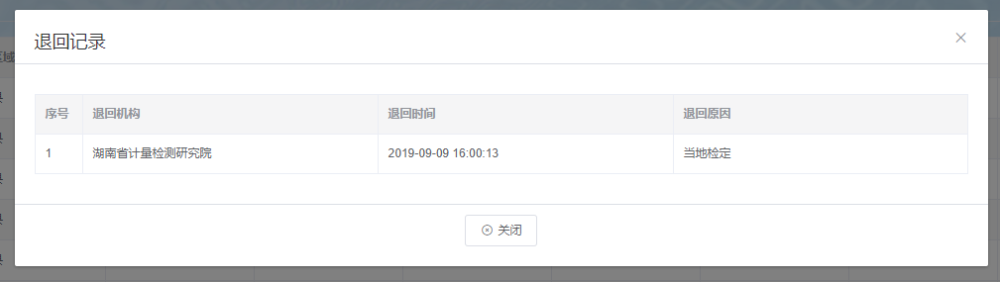 退回记录
序号 退回机构 退回时间 退回原因
1 湖南省计量检测研究院 2019-09-09 16:00:13 当地检定
关闭